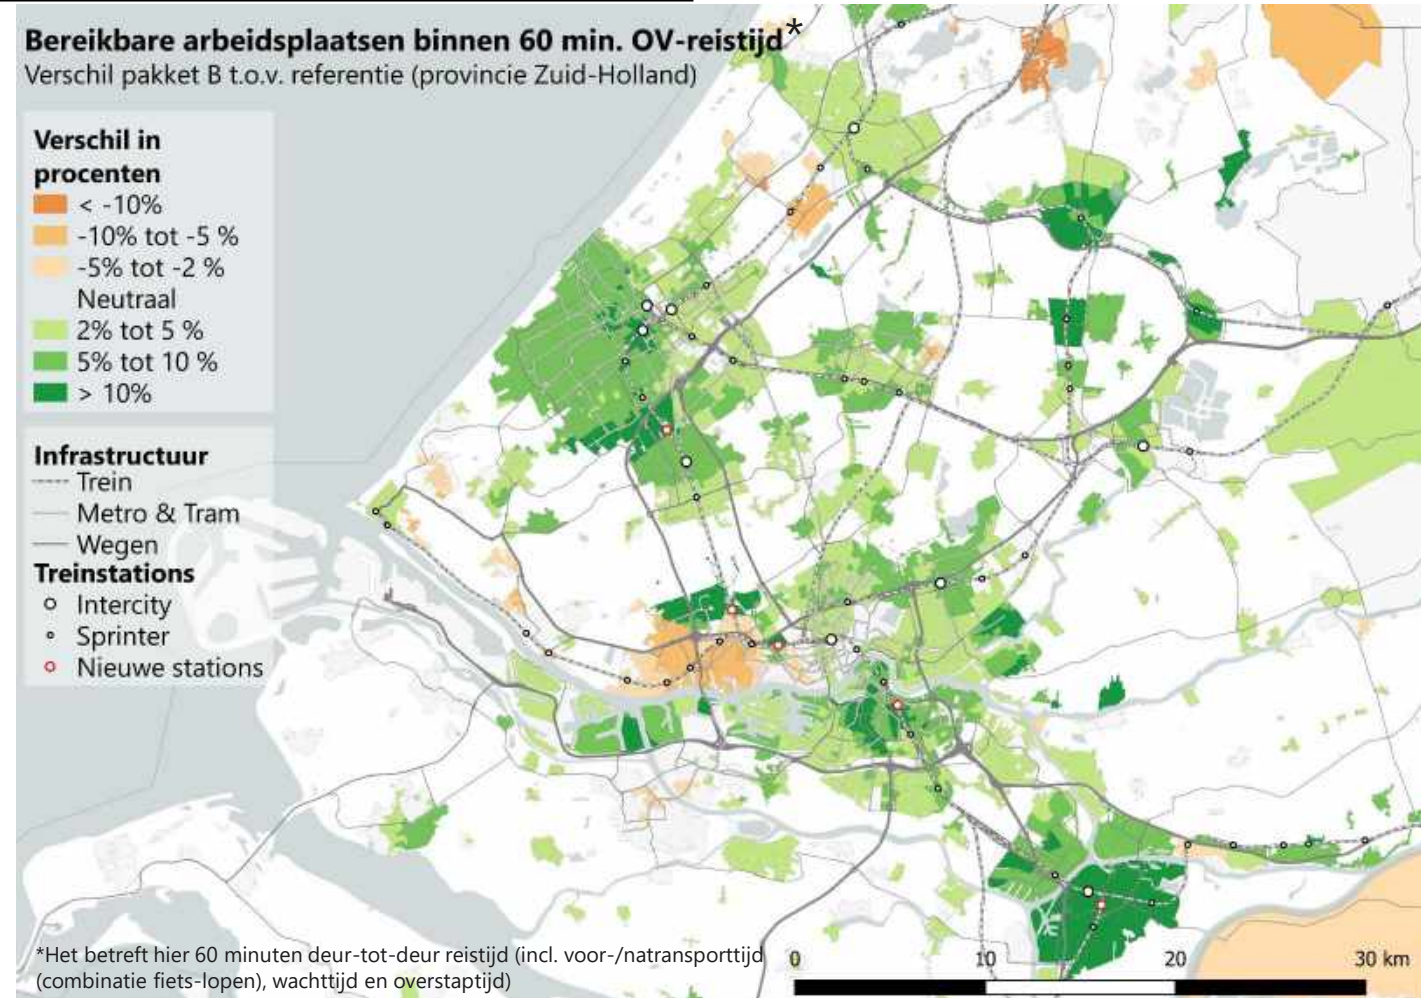 Bereikbare arbeidsplaatsen binnen 60 min. OV-reistijd*
Verschil pakket B t.o.v. referentie (provincie Zuid-Holland)
Verschil in
procenten
< -10%
-10% tot -5 %
-5% tot -2 %
Neutraal
2% tot 5 %
5% tot 10 %
> 10%
Infrastructuur
Trein
Metro & Tram
Wegen
Treinstations
Intercity
Sprinter
Nieuwe stations
*Het betreft hier 60 minuten deur-tot-deur reistijd (incl. voor-/natransporttijd
(combinatie fiets-lopen), wachttijd en overstaptijd)
0 10 20 30 km